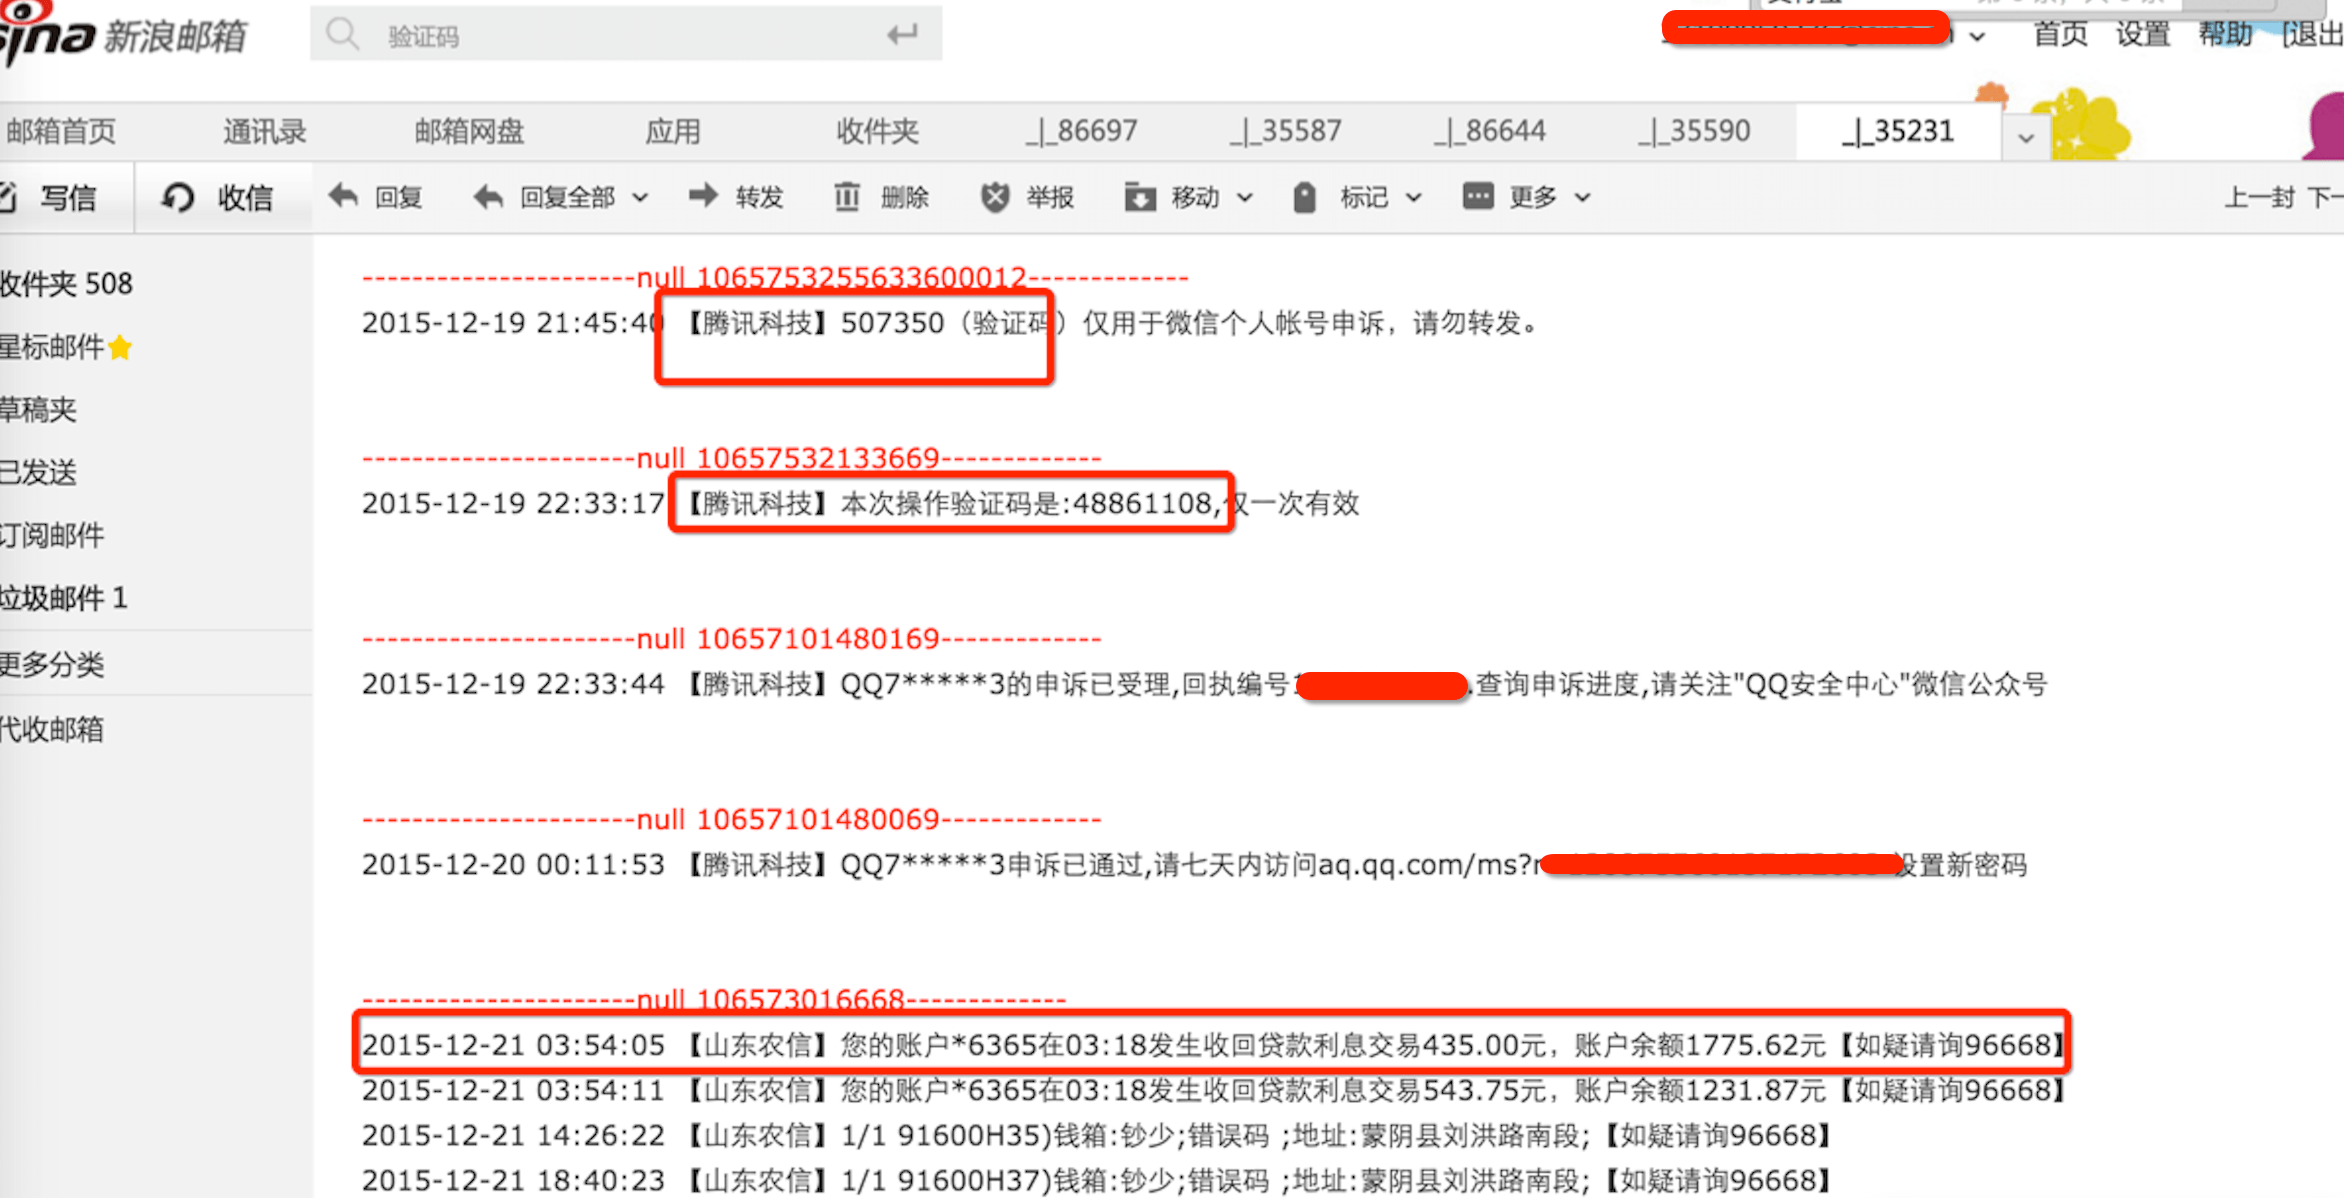 sina 新浪邮箱
验证码
首页 设置 帮助 [退出
邮箱首页 通讯录 邮箱网盘 应用 收件夹 _|_86697 _|_35587 _|_86644 _|_35590 _|_35231
写信 收信 回复 回复全部 转发 删除 举报 移动 标记 更多 上一封 下一
收件夹 508
星标邮件
草稿夹
已发送
订阅邮件
垃圾邮件 1
更多分类
代收邮箱
----------------------null 1065753255633600012-------------
2015-12-19 21:45:40 【腾讯科技】507350（验证码）仅用于微信个人帐号申诉，请勿转发。
----------------------null 10657532133669-------------
2015-12-19 22:33:17 【腾讯科技】本次操作验证码是:48861108,仅一次有效
----------------------null 10657101480169-------------
2015-12-19 22:33:44 【腾讯科技】QQ7*****3的申诉已受理,回执编号 .查询申诉进度,请关注"QQ安全中心"微信公众号
----------------------null 10657101480069-------------
2015-12-20 00:11:53 【腾讯科技】QQ7*****3申诉已通过,请七天内访问aq.qq.com/ms? 设置新密码
----------------------null 106573016668-------------
2015-12-21 03:54:05 【山东农信】您的账户*6365在03:18发生收回贷款利息交易435.00元，账户余额1775.62元【如疑请询96668】
2015-12-21 03:54:11 【山东农信】您的账户*6365在03:18发生收回贷款利息交易543.75元，账户余额1231.87元【如疑请询96668】
2015-12-21 14:26:22 【山东农信】1/1 91600H35)钱箱:钞少;错误码 ;地址:蒙阴县刘洪路南段;【如疑请询96668】
2015-12-21 18:40:23 【山东农信】1/1 91600H37)钱箱:钞少;错误码 ;地址:蒙阴县刘洪路南段;【如疑请询96668】